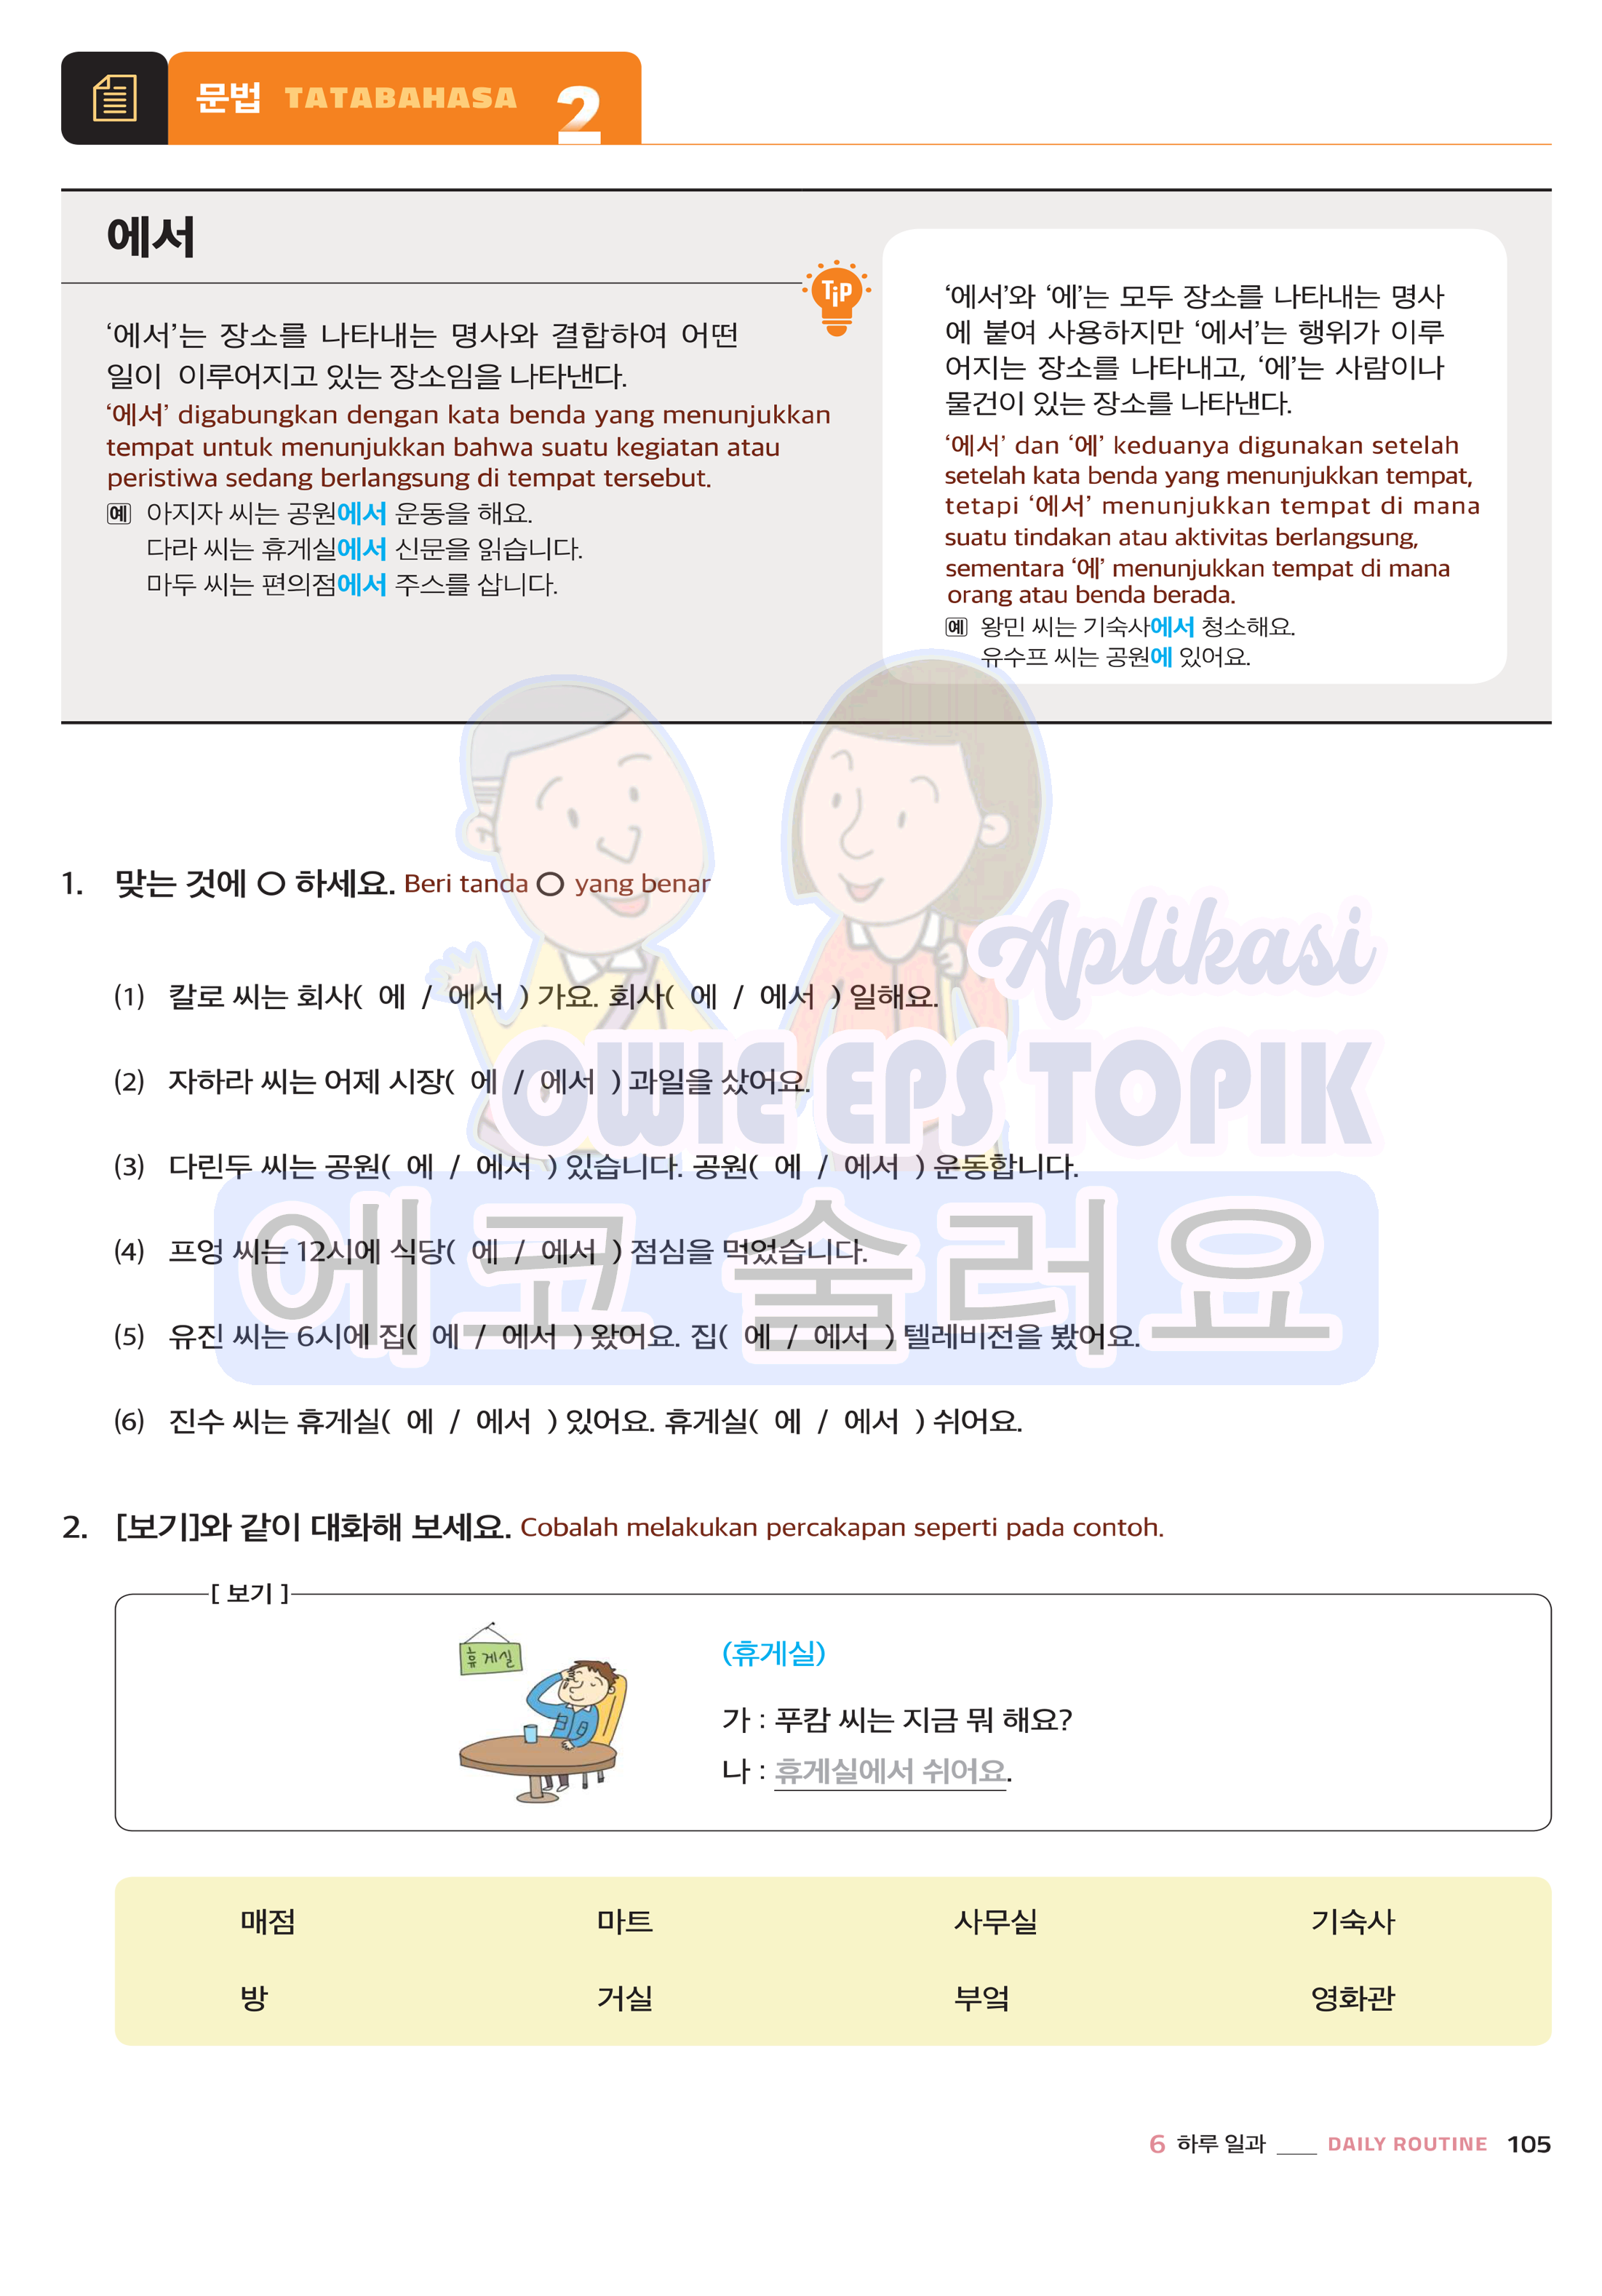 문법 TATABAHASA 2
에서
‘에서’는 장소를 나타내는 명사와 결합하여 어떤
일이 이루어지고 있는 장소임을 나타낸다.
‘에서’ digabungkan dengan kata benda yang menunjukkan
tempat untuk menunjukkan bahwa suatu kegiatan atau
peristiwa sedang berlangsung di tempat tersebut.
예 아지자 씨는 공원에서 운동을 해요.
다라 씨는 휴게실에서 신문을 읽습니다.
마두 씨는 편의점에서 주스를 삽니다.
TiP
‘에서’와 ‘에’는 모두 장소를 나타내는 명사
에 붙여 사용하지만 ‘에서’는 행위가 이루
어지는 장소를 나타내고, ‘에’는 사람이나
물건이 있는 장소를 나타낸다.
‘에서’ dan ‘에’ keduanya digunakan setelah
setelah kata benda yang menunjukkan tempat,
tetapi ‘에서’ menunjukkan tempat di mana
suatu tindakan atau aktivitas berlangsung,
sementara ‘에’ menunjukkan tempat di mana
orang atau benda berada.
예 왕민 씨는 기숙사에서 청소해요.
유수프 씨는 공원에 있어요.
1. 맞는 것에 ○ 하세요. Beri tanda ○ yang benar
(1) 칼로 씨는 회사( 에 / 에서 ) 가요. 회사( 에 / 에서 ) 일해요.
(2) 자하라 씨는 어제 시장( 에 / 에서 ) 과일을 샀어요.
(3) 다린두 씨는 공원( 에 / 에서 ) 있습니다. 공원( 에 / 에서 ) 운동합니다.
(4) 프엉 씨는 12시에 식당( 에 / 에서 ) 점심을 먹었습니다.
(5) 유진 씨는 6시에 집( 에 / 에서 ) 왔어요. 집( 에 / 에서 ) 텔레비전을 봤어요.
(6) 진수 씨는 휴게실( 에 / 에서 ) 있어요. 휴게실( 에 / 에서 ) 쉬어요.
Aplikasi
OWIE EPS TOPIK
에코 술러요
2. [보기]와 같이 대화해 보세요. Cobalah melakukan percakapan seperti pada contoh.
[ 보기 ]
휴게실
(휴게실)
가 : 푸캄 씨는 지금 뭐 해요?
나 : 휴게실에서 쉬어요.
매점 마트 사무실 기숙사
방 거실 부엌 영화관
6 하루 일과 ____ DAILY ROUTINE 105